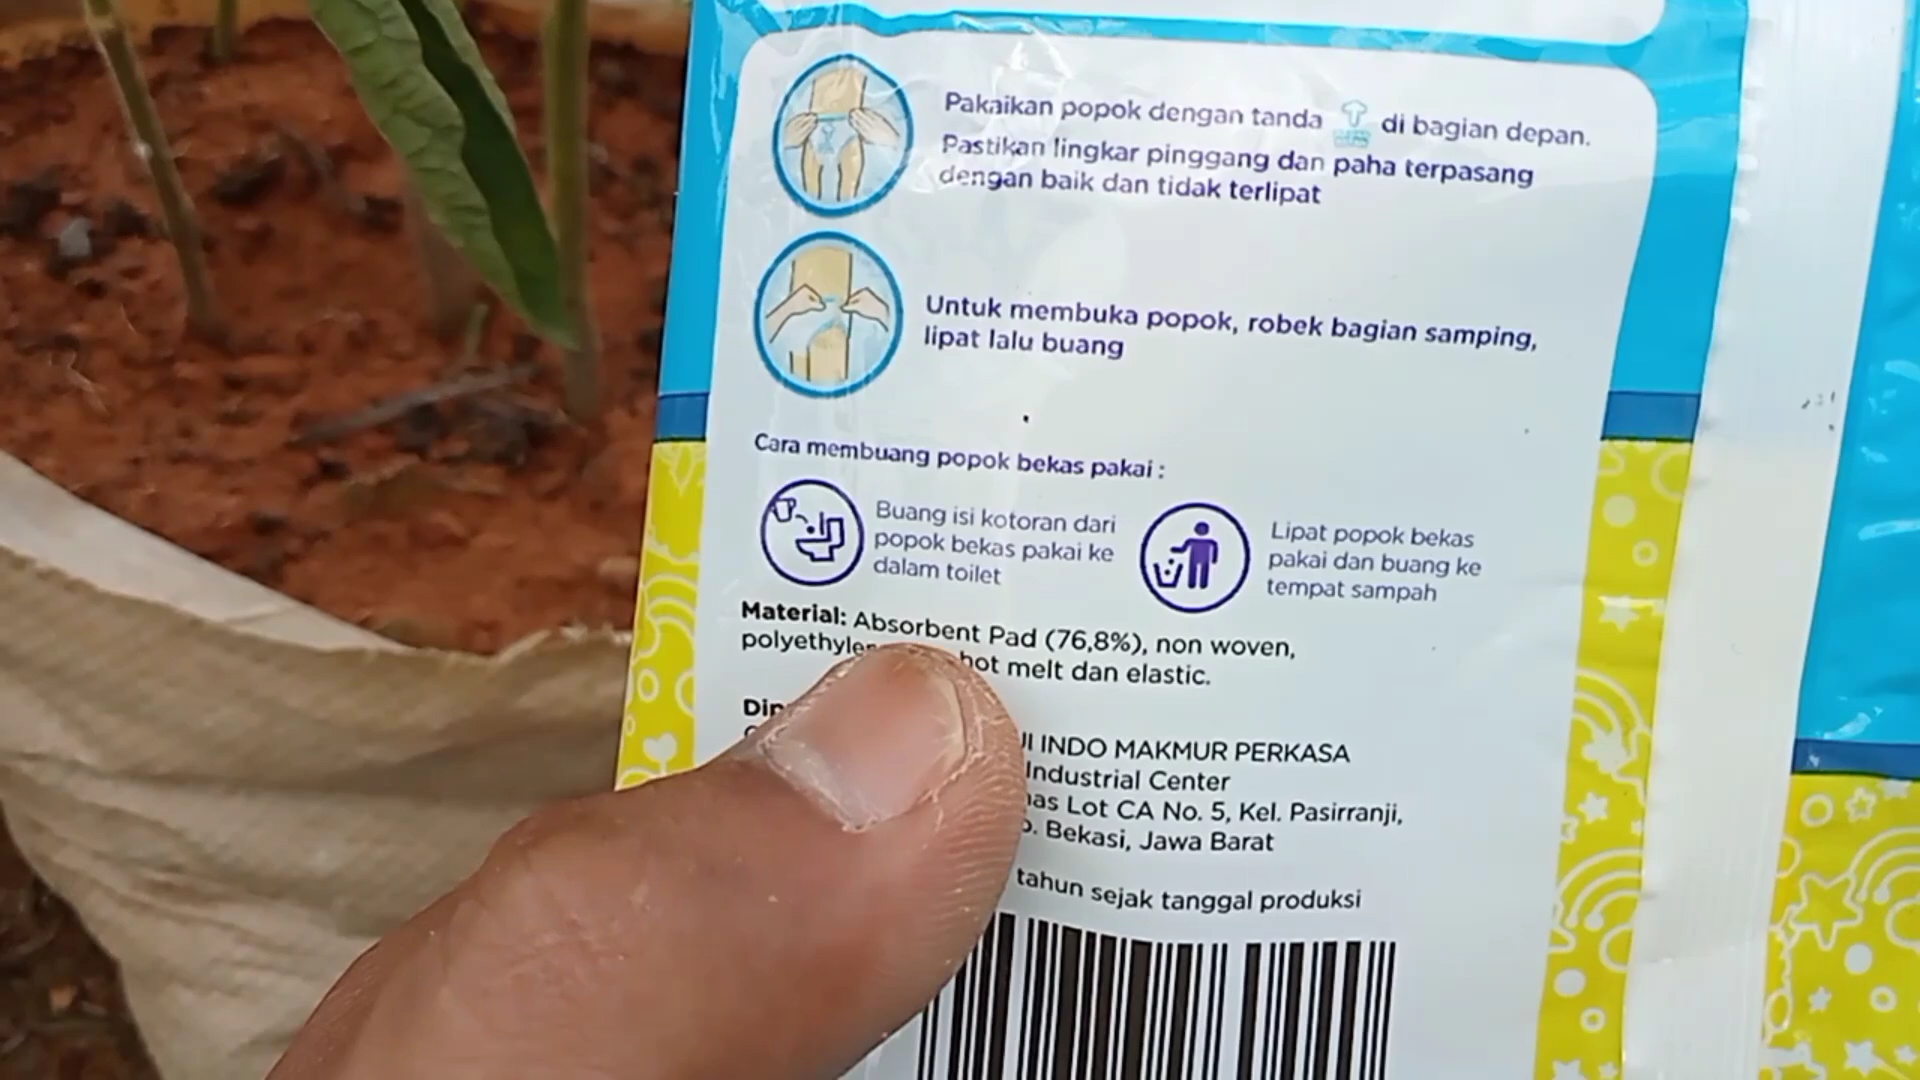 Pakaikan popok dengan tanda di bagian depan.
Pastikan lingkar pinggang dan paha terpasang
dengan baik dan tidak terlipat
Untuk membuka popok, robek bagian samping,
lipat lalu buang
Cara membuang popok bekas pakai :
Buang isi kotoran dari
popok bekas pakai ke
dalam toilet
Lipat popok bekas
pakai dan buang ke
tempat sampah
Material: Absorbent Pad (76,8%), non woven,
hot melt dan elastic.
INDO MAKMUR PERKASA
Industrial Center
Lot CA No. 5, Kel. Pasirranji,
Bekasi, Jawa Barat
tahun sejak tanggal produksi